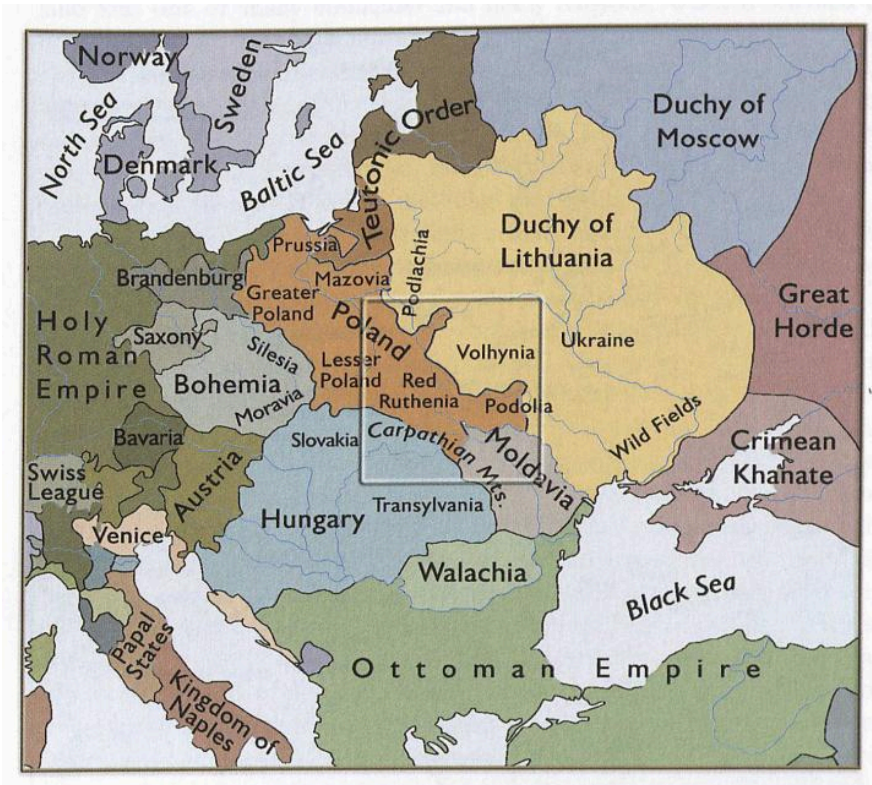 Norway
Sweden
North Sea
Denmark
Baltic Sea
Teutonic Order
Duchy of
Moscow
Duchy of
Lithuania
Prussia
Podlachia
Brandenburg
Mazovia
Greater
Poland
Poland
Great
Horde
Holy
Roman
Empire
Saxony
Silesia
Bohemia
Moravia
Lesser
Poland
Red
Ruthenia
Volhynia
Ukraine
Podolia
Wild Fields
Bavaria
Slovakia
Carpathian Mts.
Moldavia
Crimean
Khanate
Swiss
League
Austria
Hungary
Transylvania
Venice
Walachia
Black Sea
Papal
States
Kingdom of
Naples
Ottoman Empire